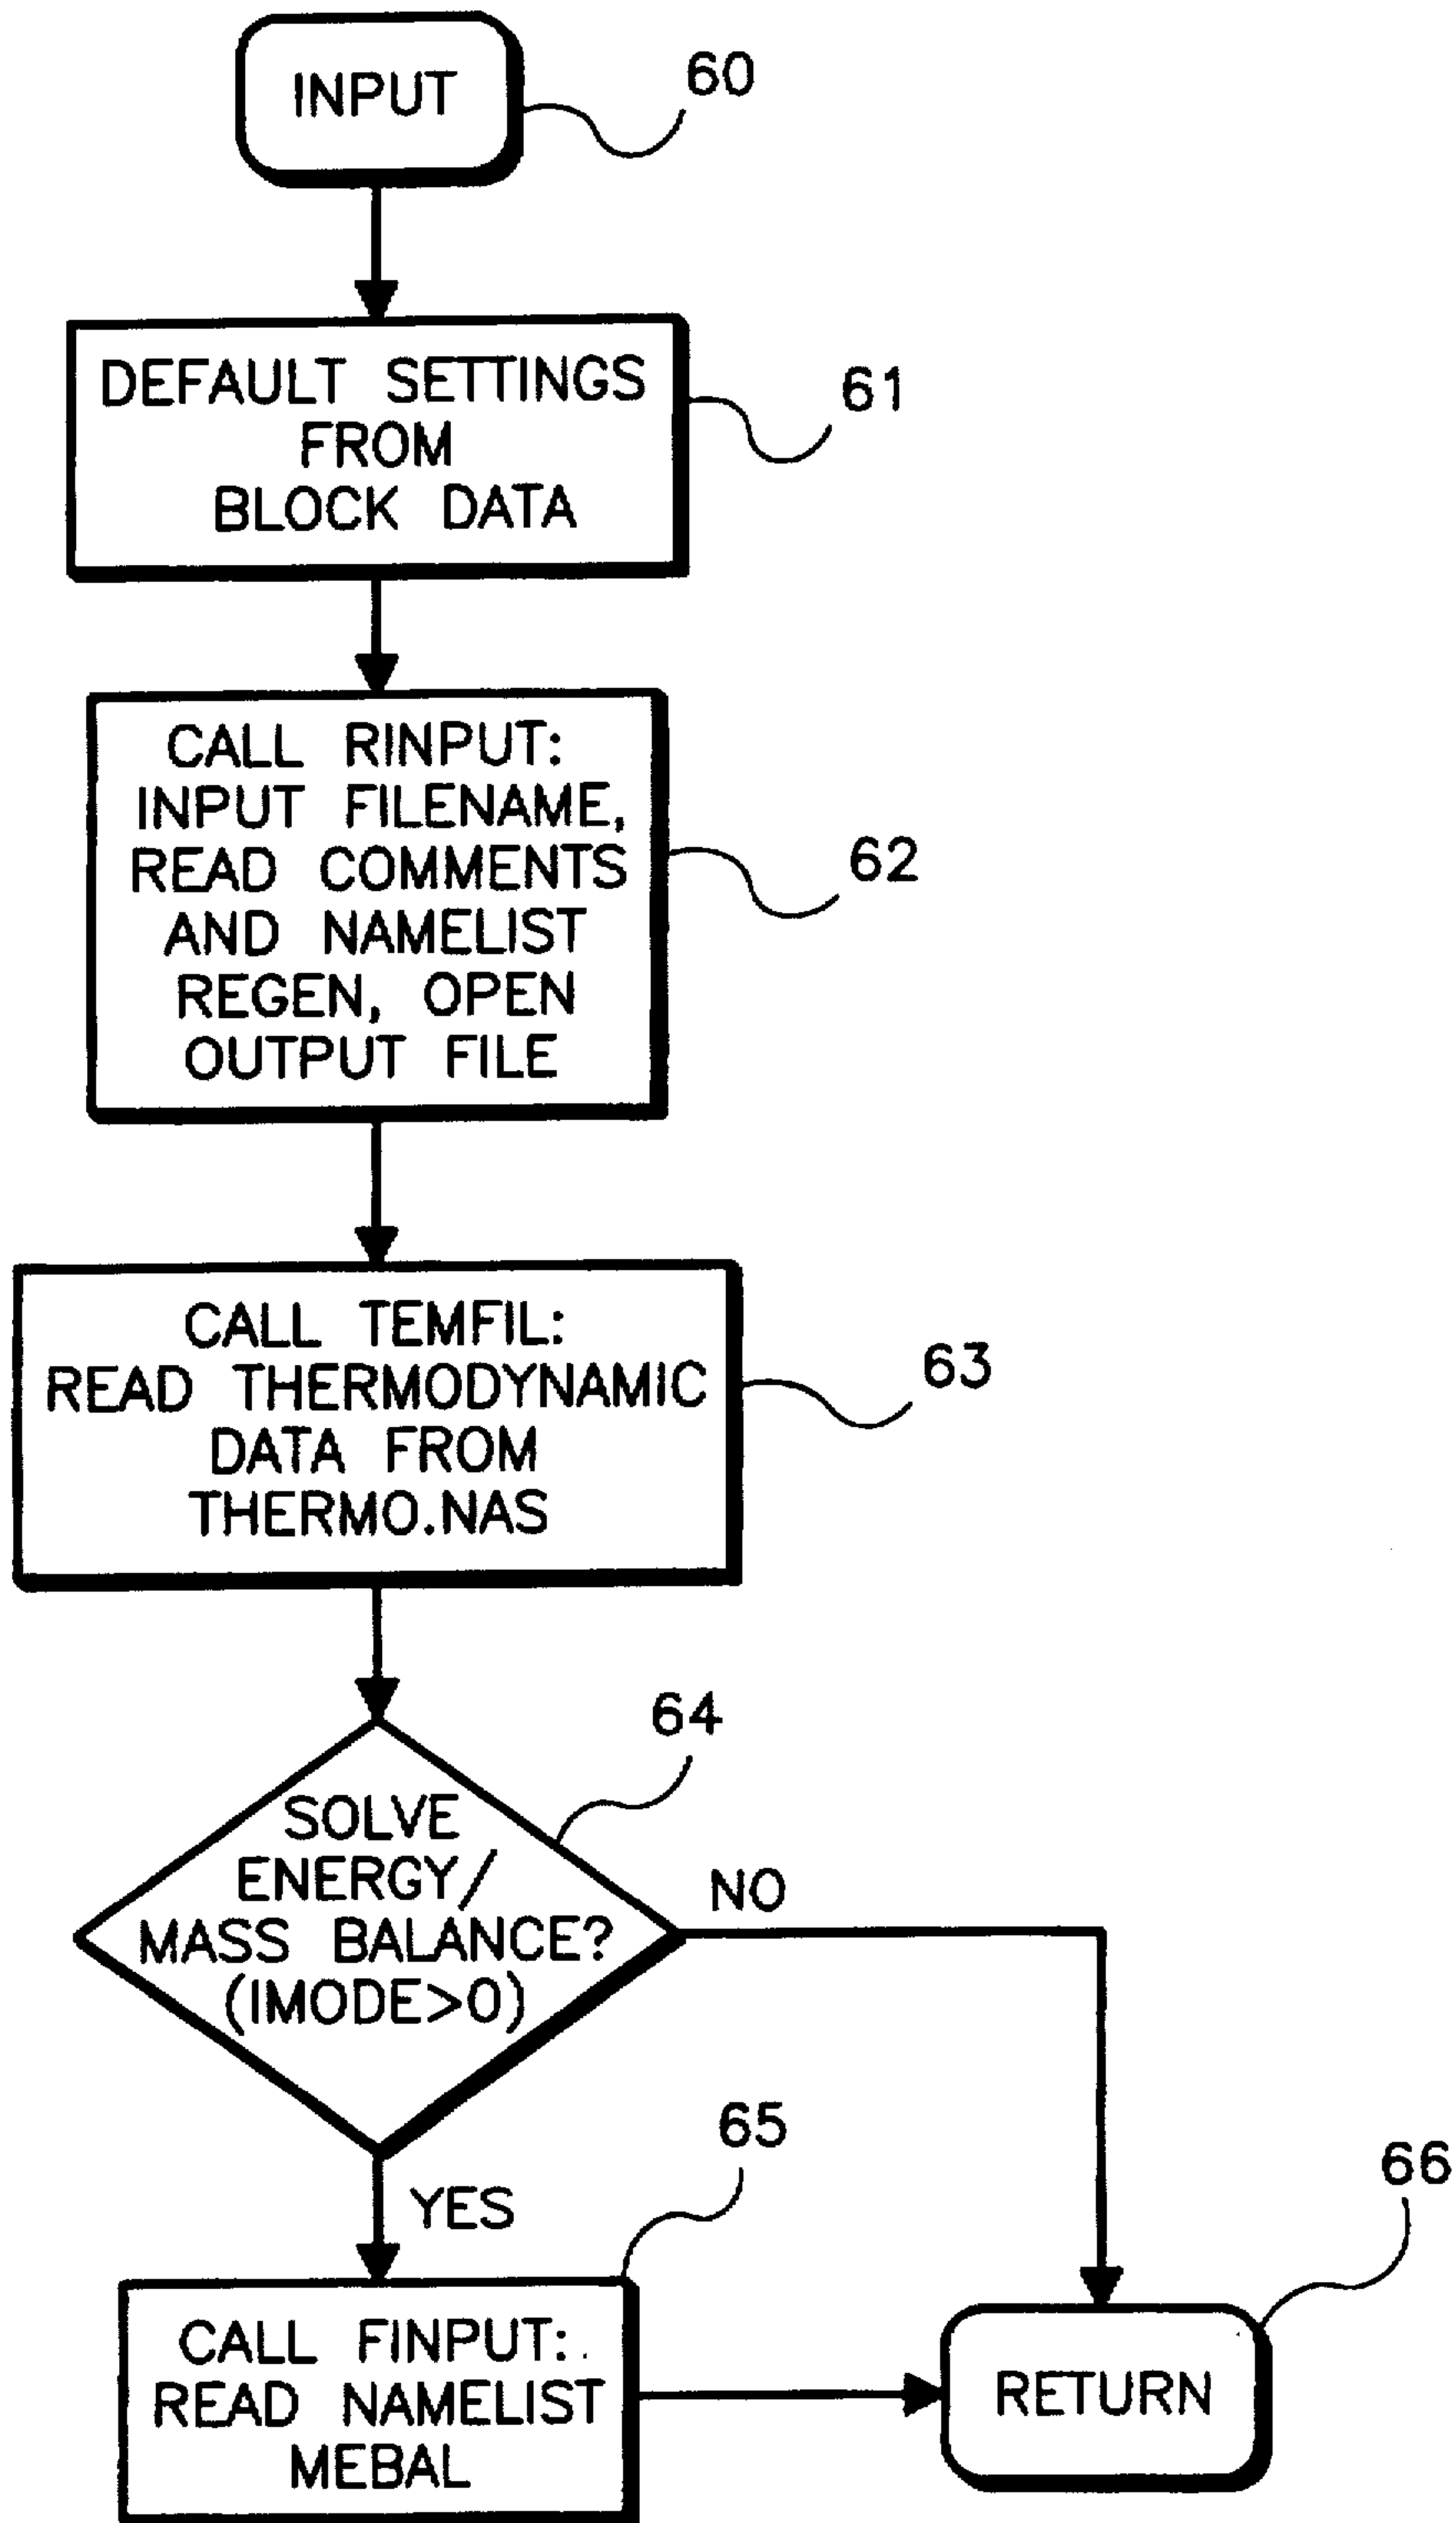 INPUT
60
DEFAULT SETTINGS
FROM
BLOCK DATA
61
CALL RINPUT:
INPUT FILENAME,
READ COMMENTS
AND NAMELIST
REGEN, OPEN
OUTPUT FILE
62
CALL TEMFIL:
READ THERMODYNAMIC
DATA FROM
THERMO.NAS
63
64
SOLVE
ENERGY/
MASS BALANCE?
(IMODE>0)
NO
YES
65
CALL FINPUT:
READ NAMELIST
MEBAL
66
RETURN